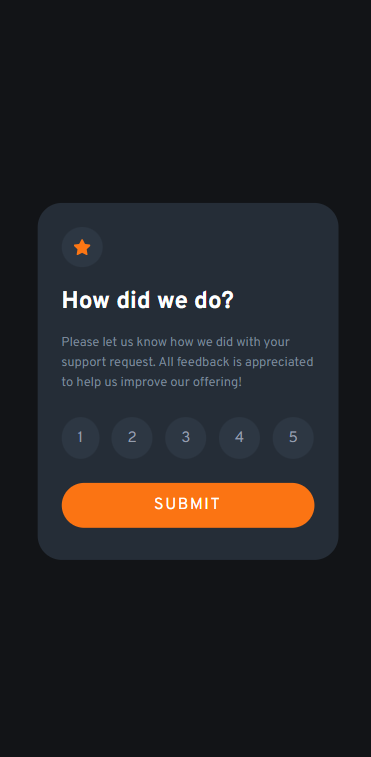 How did we do?
Please let us know how we did with your
support request. All feedback is appreciated
to help us improve our offering!
1 2 3 4 5
SUBMIT